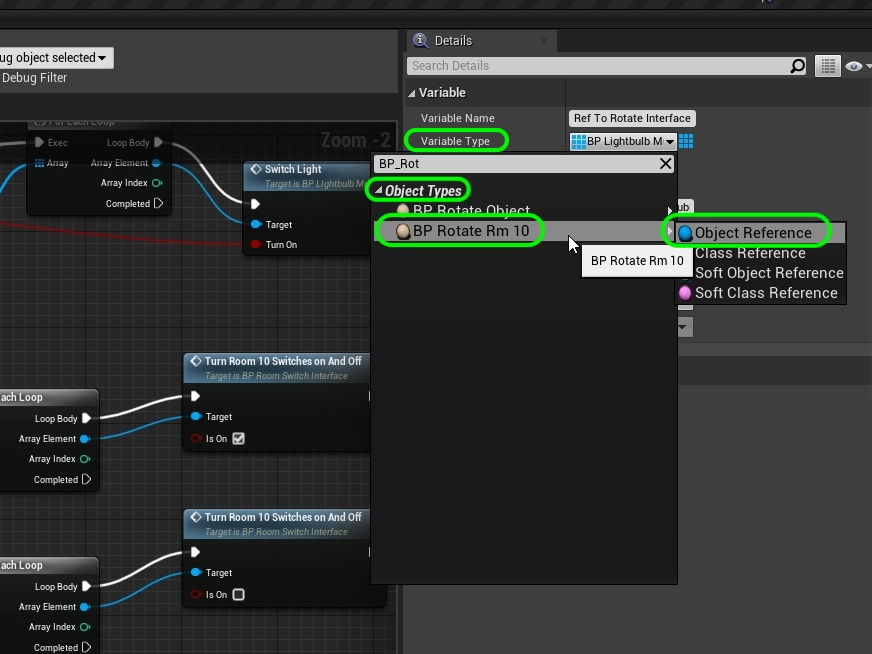 ug object selected
Debug Filter
Details
Search Details
Variable
Variable Name
Ref To Rotate Interface
Variable Type
BP Lightbulb M
BP_Rot
Object Types
BP Rotate Object
BP Rotate Rm 10
BP Rotate Rm 10
Object Reference
Class Reference
Soft Object Reference
Soft Class Reference
ub
Zoom -2
For Each Loop
Exec
Loop Body
Array
Array Element
Array Index
Completed
Switch Light
Target is BP Lightbulb M
Target
Turn On
Turn Room 10 Switches on And Off
Target is BP Room Switch Interface
Target
Is On
ach Loop
Loop Body
Array Element
Array Index
Completed
Turn Room 10 Switches on And Off
Target is BP Room Switch Interface
Target
Is On
ach Loop
Loop Body
Array Element
Array Index
Completed